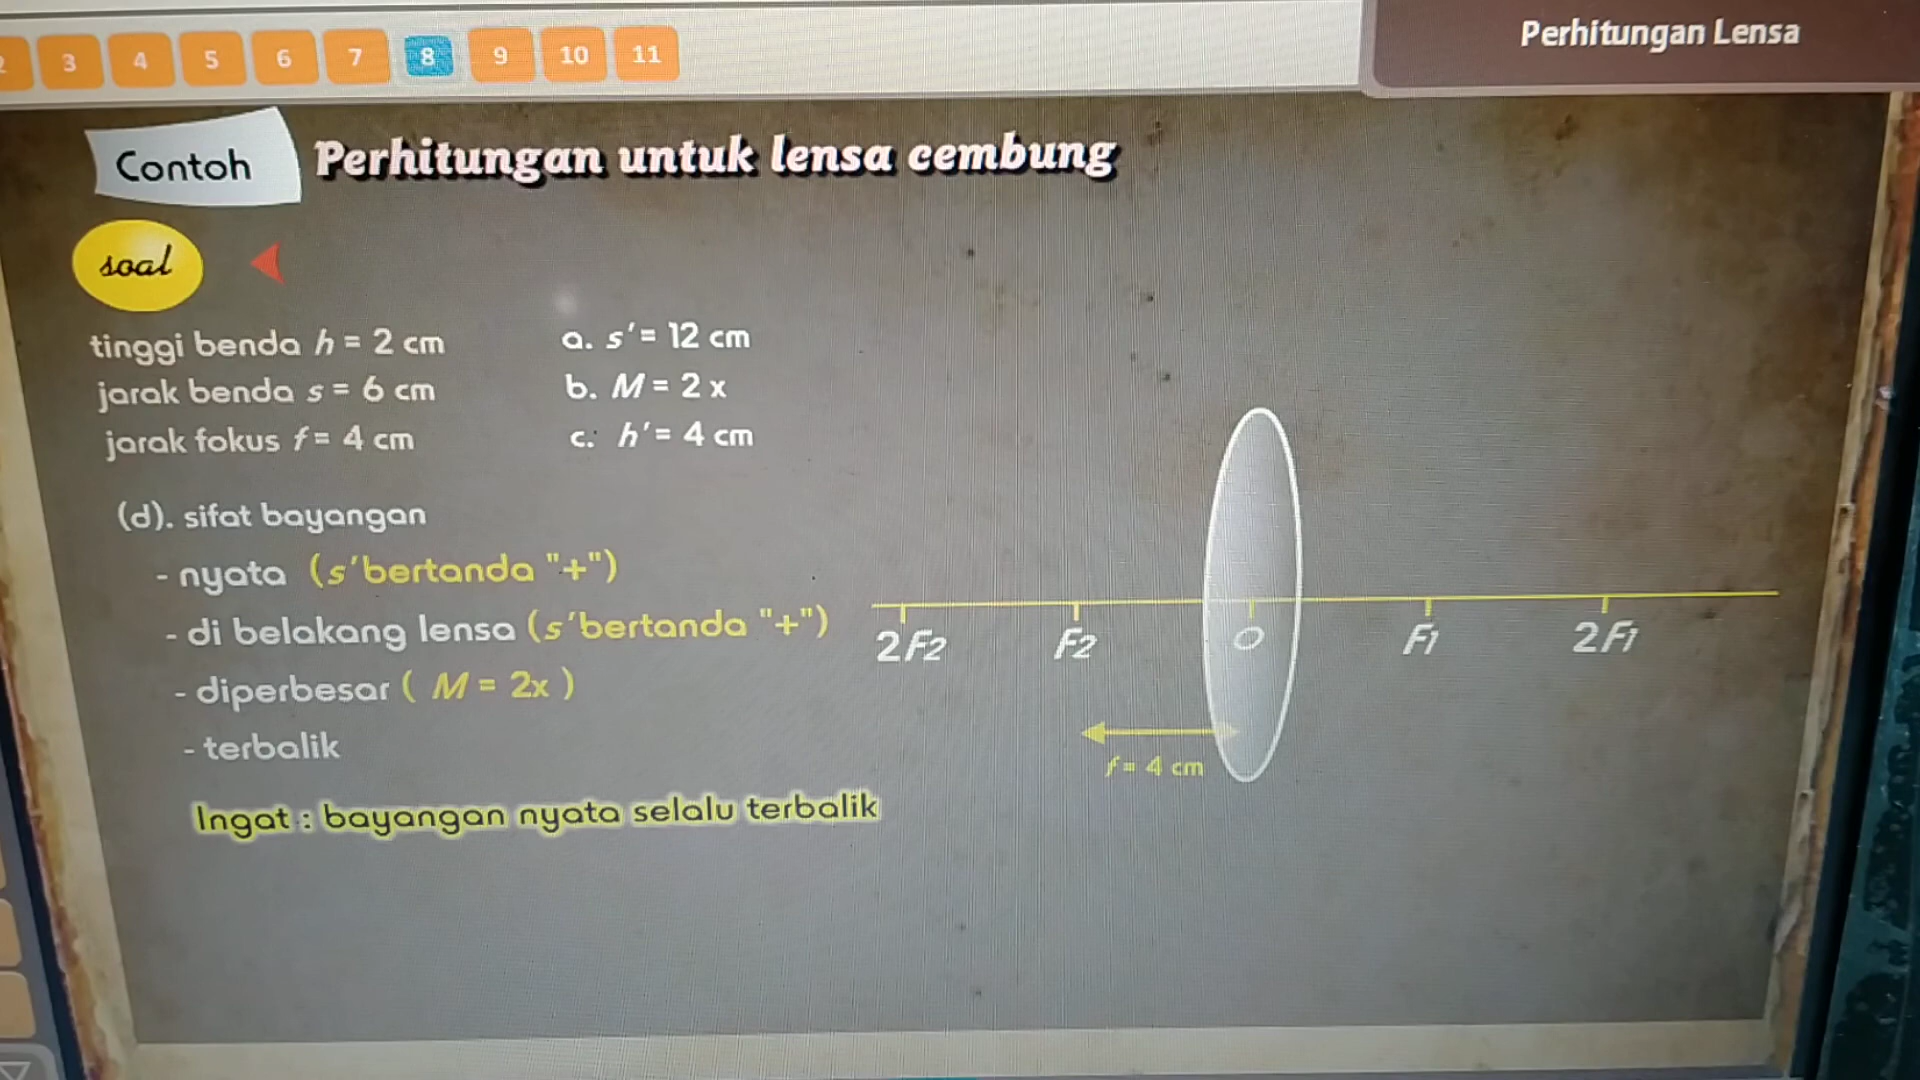 3 4 5 6 7 8 9 10 11
Perhitungan Lensa
Contoh
Perhitungan untuk lensa cembung
soal
tinggi benda h = 2 cm
jarak benda s = 6 cm
jarak fokus f = 4 cm
a. s' = 12 cm
b. M = 2 x
c. h' = 4 cm
(d). sifat bayangan
- nyata (s' bertanda "+")
- di belakang lensa (s' bertanda "+")
- diperbesar ( M = 2x )
- terbalik
Ingat : bayangan nyata selalu terbalik
2F2 F2 O F1 2F1
f = 4 cm